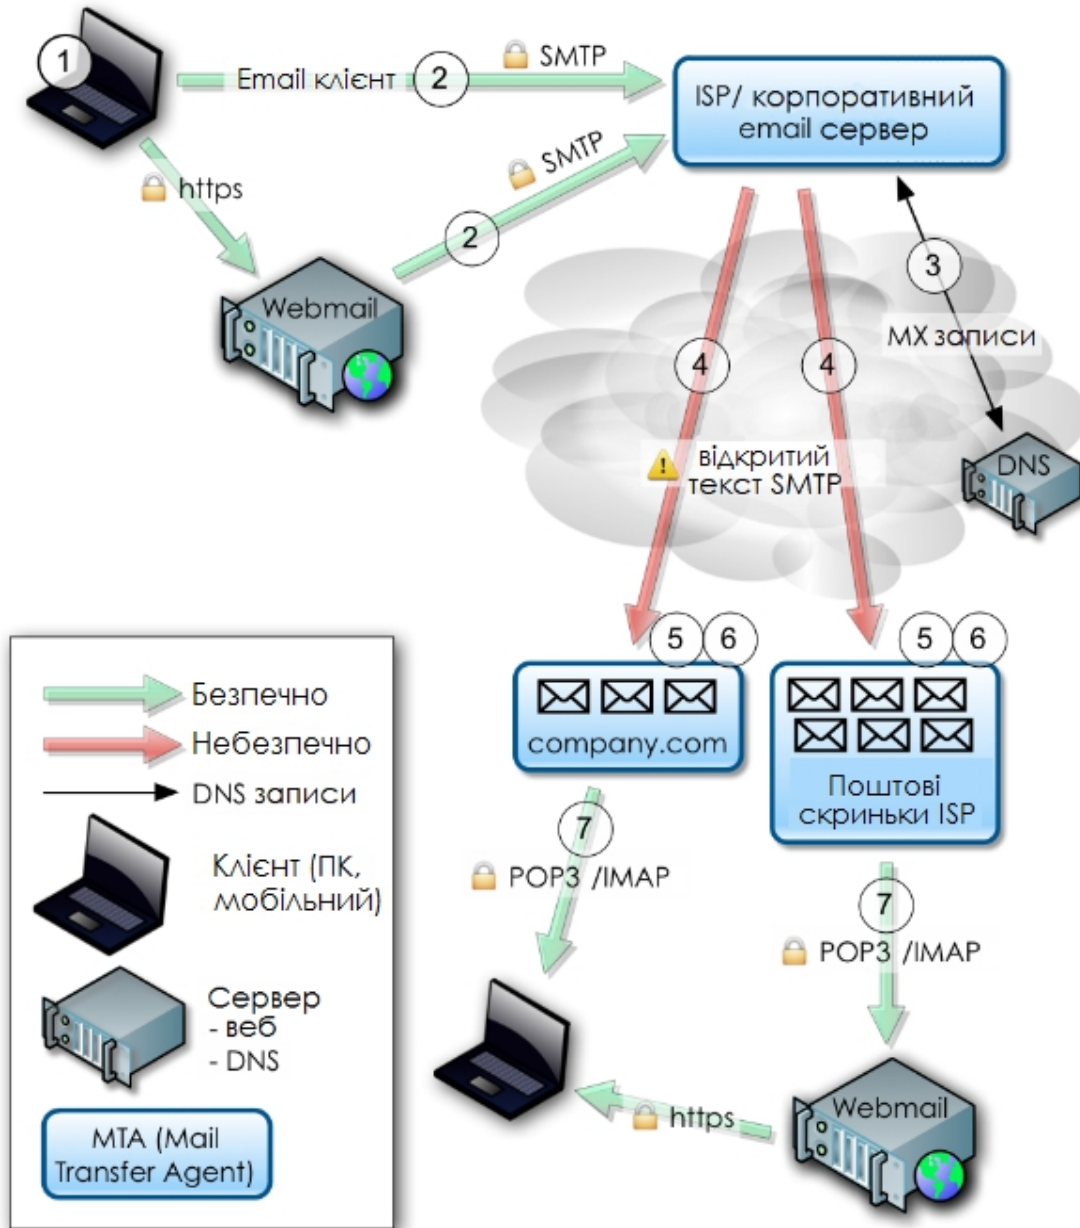 1
Email клієнт
2
SMTP
ISP/ корпоративний
email сервер
https
SMTP
2
Webmail
3
MX записи
4
4
DNS
відкритий
текст SMTP
5
6
5
6
company.com
Поштові
скриньки ISP
7
POP3 /IMAP
7
POP3 /IMAP
Webmail
https
Безпечно
Небезпечно
DNS записи
Клієнт (ПК,
мобільний)
Сервер
- веб
- DNS
MTA (Mail
Transfer Agent)